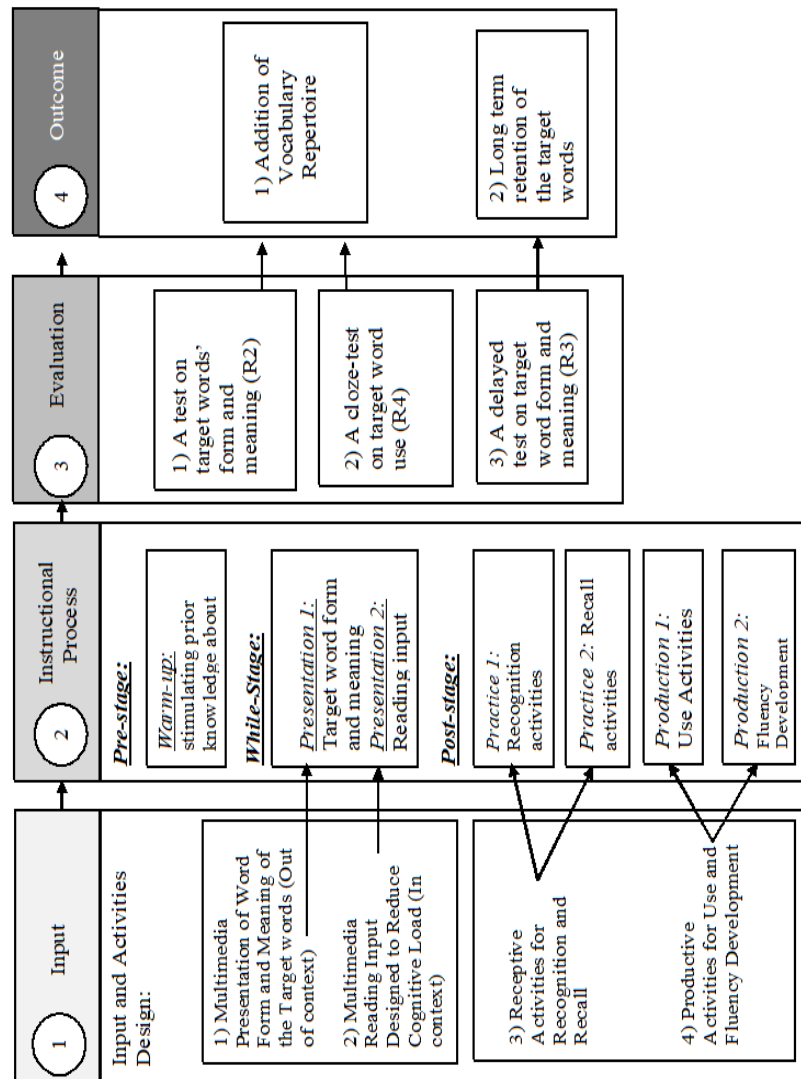 1
Input
Input and Activities
Design:
1) Multimedia
Presentation of Word
Form and Meaning of
the Target words (Out
of context)
2) Multimedia
Reading Input
Designed to Reduce
Cognitive Load (In
context)
3) Receptive
Activities for
Recognition and
Recall
4) Productive
Activities for Use and
Fluency Development
2
Instructional
Process
Pre-stage:
Warm-up:
stimulating prior
knowledge about
While-Stage:
Presentation 1:
Target word form
and meaning
Presentation 2:
Reading input
Post-stage:
Practice 1:
Recognition
activities
Practice 2: Recall
activities
Production 1:
Use Activities
Production 2:
Fluency
Development
3
Evaluation
1) A test on
target words’
form and
meaning (R2)
2) A cloze-test
on target word
use (R4)
3) A delayed
test on target
word form and
meaning (R3)
4
Outcome
1) Addition of
Vocabulary
Repertoire
2) Long term
retention of
the target
words